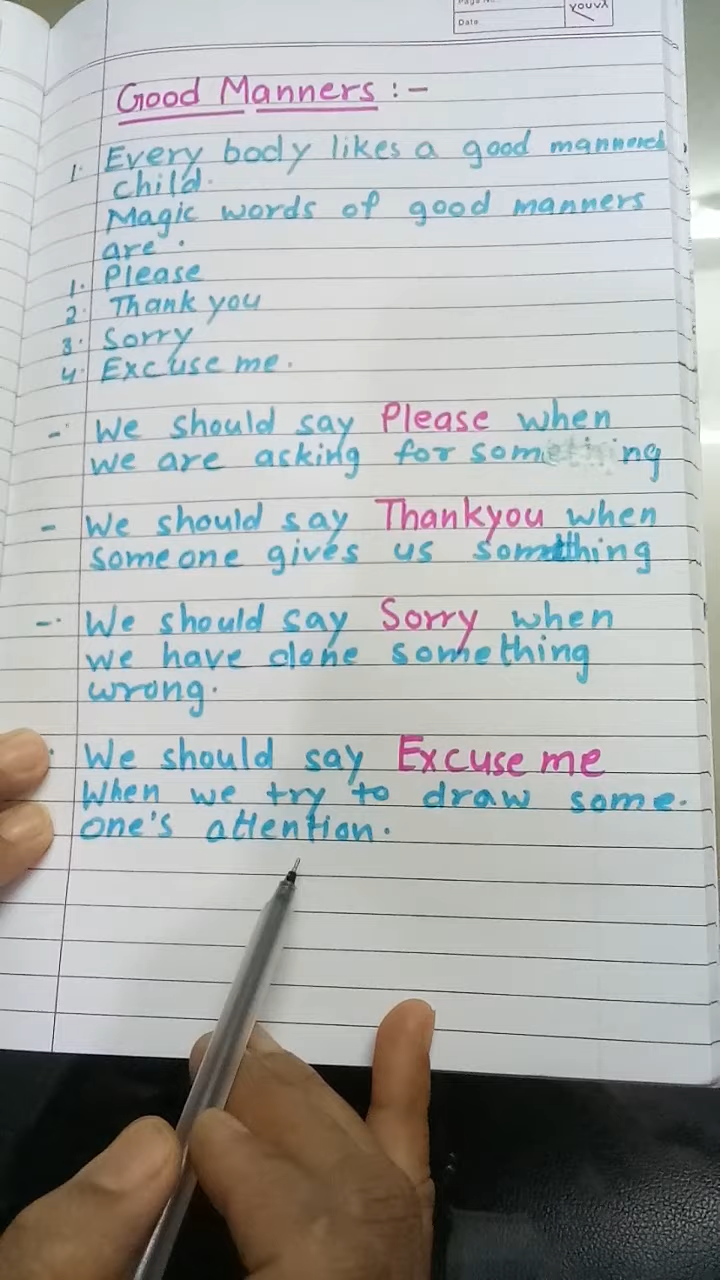 Date
YOUVA
Good Manners :-
1. Every body likes a good mannered
child.
Magic words of good manners
are.
1. Please
2. Thank you
3. Sorry
4. Excuse me.
- We should say Please when
we are asking for something
- We should say Thankyou when
someone gives us something
- We should say Sorry when
we have done something
wrong.
We should say Excuse me
When we try to draw some.
one's attention.